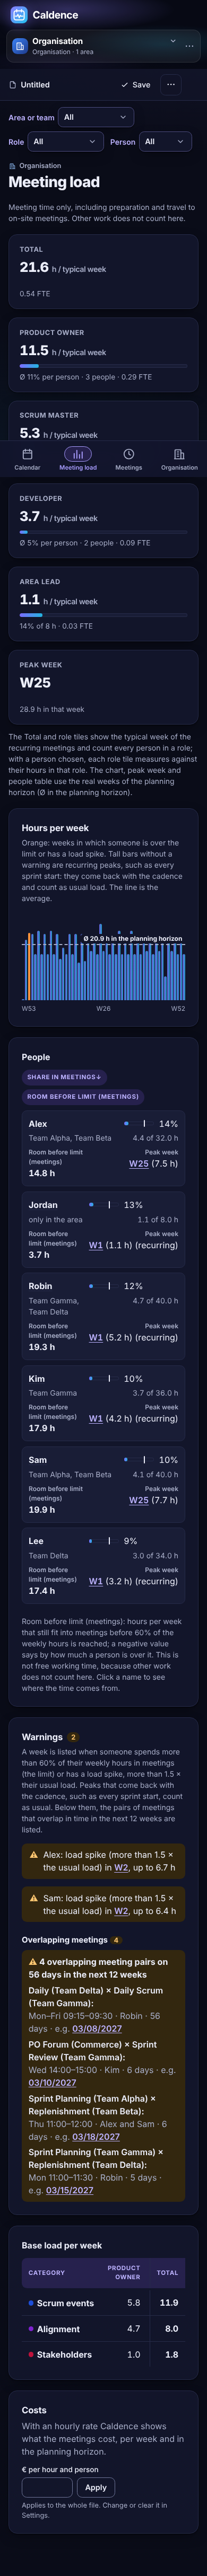 Caldence
Organisation
Organisation · 1 area
Untitled
Save
Area or team
All
Role
All
Person
All
Organisation
Meeting load
Meeting time only, including preparation and travel to
on-site meetings. Other work does not count here.
TOTAL
21.6 h / typical week
0.54 FTE
PRODUCT OWNER
11.5 h / typical week
Ø 11% per person · 3 people · 0.29 FTE
SCRUM MASTER
5.3 h / typical week
Calendar
Meeting load
Meetings
Organisation
DEVELOPER
3.7 h / typical week
Ø 5% per person · 2 people · 0.09 FTE
AREA LEAD
1.1 h / typical week
14% of 8 h · 0.03 FTE
PEAK WEEK
W25
28.9 h in that week
The Total and role tiles show the typical week of the
recurring meetings and count every person in a role;
with a person chosen, each role tile measures against
their hours in that role. The chart, peak week and
people table use the real weeks of the planning
horizon (Ø in the planning horizon).
Hours per week
Orange: weeks in which someone is over the
limit or has a load spike. Tall bars without a
warning are recurring peaks, such as every
sprint start: they come back with the cadence
and count as usual load. The line is the
average.
Ø 20.9 h in the planning horizon
W53
W26
W52
People
SHARE IN MEETINGS↓
ROOM BEFORE LIMIT (MEETINGS)
Alex
14%
Team Alpha, Team Beta
4.4 of 32.0 h
Room before limit
(meetings)
14.8 h
Peak week
W25 (7.5 h)
Jordan
13%
only in the area
1.1 of 8.0 h
Room before
limit (meetings)
3.7 h
Peak week
W1 (1.1 h) (recurring)
Robin
12%
Team Gamma,
Team Delta
4.7 of 40.0 h
Room before
limit (meetings)
19.3 h
Peak week
W1 (5.2 h) (recurring)
Kim
10%
Team Gamma
3.7 of 36.0 h
Room before
limit (meetings)
17.9 h
Peak week
W1 (4.2 h) (recurring)
Sam
10%
Team Alpha, Team Beta
4.1 of 40.0 h
Room before limit
(meetings)
19.9 h
Peak week
W25 (7.7 h)
Lee
9%
Team Delta
3.0 of 34.0 h
Room before
limit (meetings)
17.4 h
Peak week
W1 (3.2 h) (recurring)
Room before limit (meetings): hours per week
that still fit into meetings before 60% of the
weekly hours is reached; a negative value
says by how much a person is over it. This is
not free working time, because other work
does not count here. Click a name to see
where the time comes from.
Warnings 2
A week is listed when someone spends more
than 60% of their weekly hours in meetings
(the limit) or has a load spike, more than 1.5 ×
the usual load. Peaks that come back with
the cadence, such as every sprint start, count
as usual. Below them, the pairs of meetings
that overlap in time in the next 12 weeks are
listed.
Alex: load spike (more than 1.5 ×
the usual load) in W2, up to 6.7 h
Sam: load spike (more than 1.5 ×
the usual load) in W2, up to 6.4 h
Overlapping meetings 4
4 overlapping meeting pairs on
56 days in the next 12 weeks
Daily (Team Delta) × Daily Scrum
(Team Gamma):
Mon–Fri 09:15–09:30 · Robin · 56
days · e.g. 03/08/2027
PO Forum (Commerce) × Sprint
Review (Team Gamma):
Wed 14:00–15:00 · Kim · 6 days · e.g.
03/10/2027
Sprint Planning (Team Alpha) ×
Replenishment (Team Beta):
Thu 11:00–12:00 · Alex and Sam · 6
days · e.g. 03/18/2027
Sprint Planning (Team Gamma) ×
Replenishment (Team Delta):
Mon 11:00–11:30 · Robin · 5 days ·
e.g. 03/15/2027
Base load per week
CATEGORY
PRODUCT
OWNER
TOTAL
Scrum events
5.8
11.9
Alignment
4.7
8.0
Stakeholders
1.0
1.8
Costs
With an hourly rate Caldence shows
what the meetings cost, per week and in
the planning horizon.
€ per hour and person
Apply
Applies to the whole file. Change or clear it in
Settings.